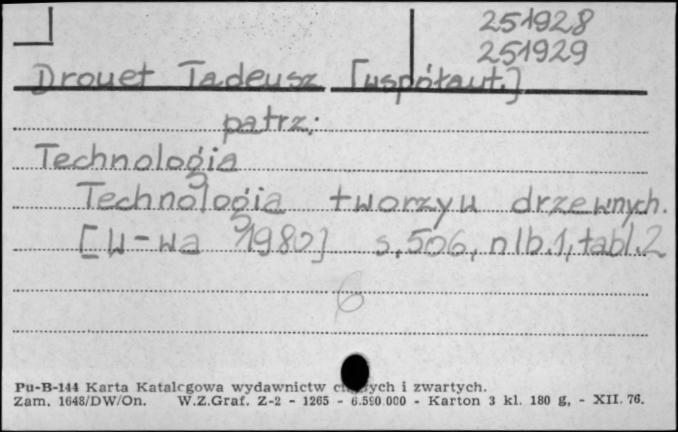 251928
251929
Drouet Tadeusz [współaut.]
patrz:
Technologia
Technologia tworzyw drzewnych.
[W-wa 1980] s. 506, nlb. 1, tabl. 2
6
Pu-B-144 Karta Katalogowa wydawnictw ciągłych i zwartych.
Zam. 1648/DW/On. W.Z.Graf. Z-2 - 1265 - 6.590.000 - Karton 3 kl. 180 g, - XII. 76.